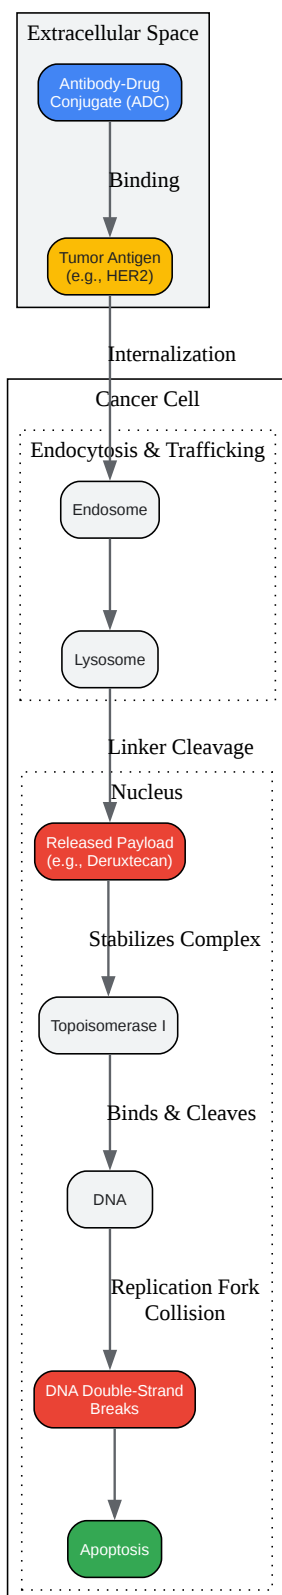 Extracellular Space
Antibody-Drug
Conjugate (ADC)
Binding
Tumor Antigen
(e.g., HER2)
Internalization
Cancer Cell
Endocytosis & Trafficking
Endosome
Lysosome
Linker Cleavage
Nucleus
Released Payload
(e.g., Deruxtecan)
Stabilizes Complex
Topoisomerase I
Binds & Cleaves
DNA
Replication Fork
Collision
DNA Double-Strand
Breaks
Apoptosis